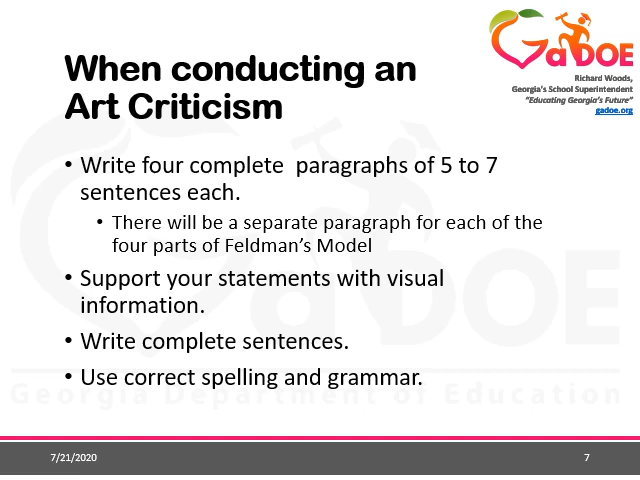 GaDOE
Richard Woods,
Georgia's School Superintendent
"Educating Georgia's Future"
gadoe.org
When conducting an
Art Criticism
• Write four complete  paragraphs of 5 to 7
sentences each.
• There will be a separate paragraph for each of the
four parts of Feldman's Model
• Support your statements with visual
information.
• Write complete sentences.
• Use correct spelling and grammar.
GaDOE
Georgia Department of Education
7/21/2020
7